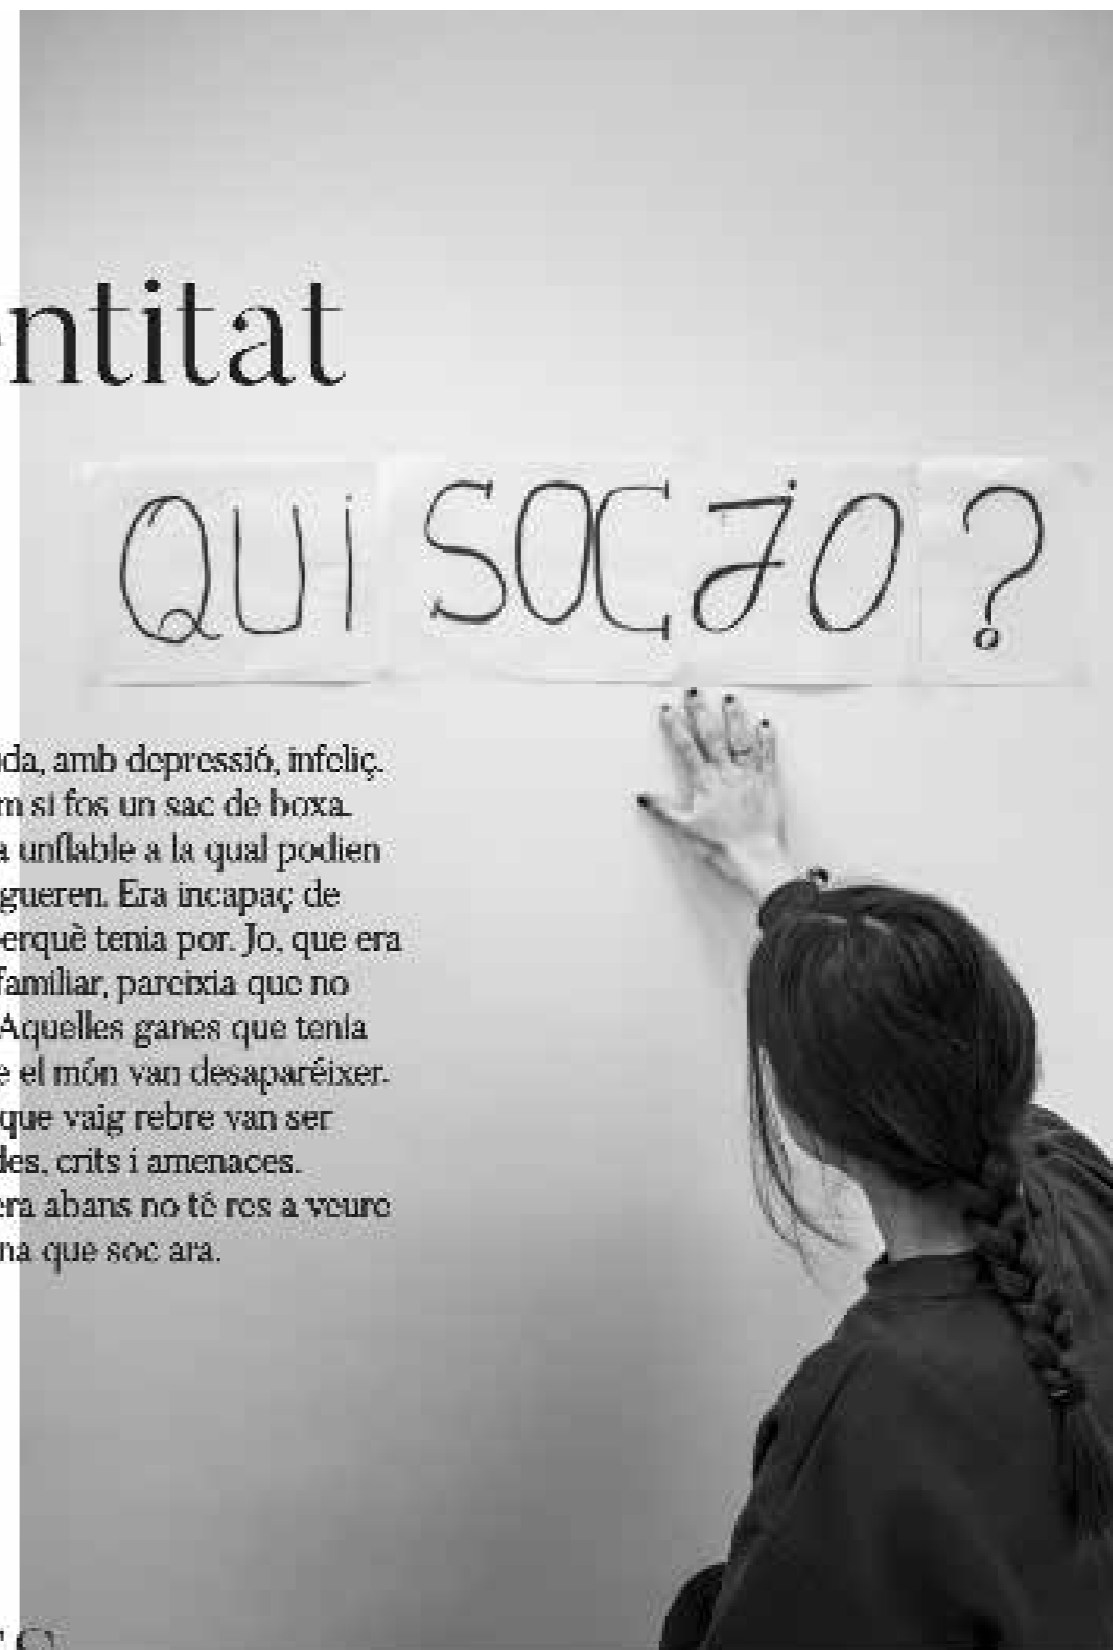 entitat
QUI SOC JO?
da, amb depressió, infeliç.
m si fos un sac de boxa.
a unflable a la qual podien
gueren. Era incapaç de
erquè tenia por. Jo, que era
familiar, pareixia que no
Aquelles ganes que tenia
e el món van desaparéixer.
que vaig rebre van ser
des, crits i amenaces.
era abans no té res a veure
na que soc ara.